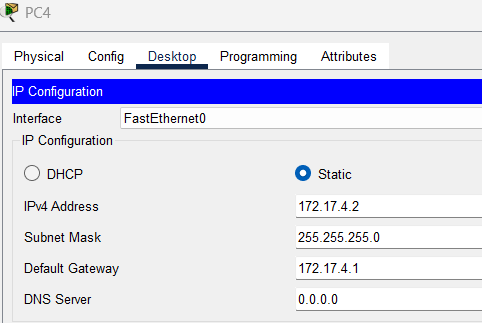 PC4
Physical Config Desktop Programming Attributes
IP Configuration
Interface FastEthernet0
IP Configuration
DHCP Static
IPv4 Address 172.17.4.2
Subnet Mask 255.255.255.0
Default Gateway 172.17.4.1
DNS Server 0.0.0.0